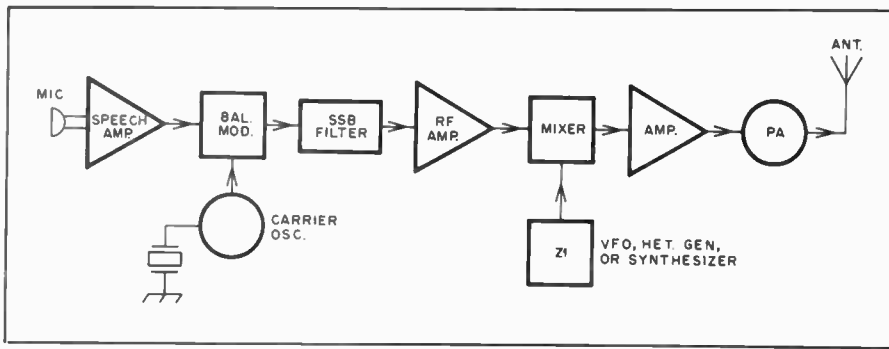 ANT.
MIC
SPEECH
AMP.
BAL.
MOD.
SSB
FILTER
RF
AMP.
MIXER
AMP.
PA
CARRIER
OSC.
Z1
VFO, HET. GEN,
OR SYNTHESIZER